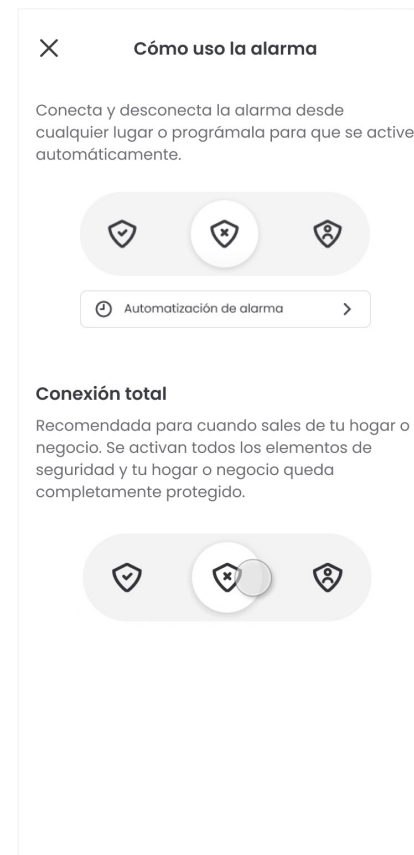 Cómo uso la alarma
Conecta y desconecta la alarma desde
cualquier lugar o prográmala para que se active
automáticamente.
Automatización de alarma
Conexión total
Recomendada para cuando sales de tu hogar o
negocio. Se activan todos los elementos de
seguridad y tu hogar o negocio queda
completamente protegido.